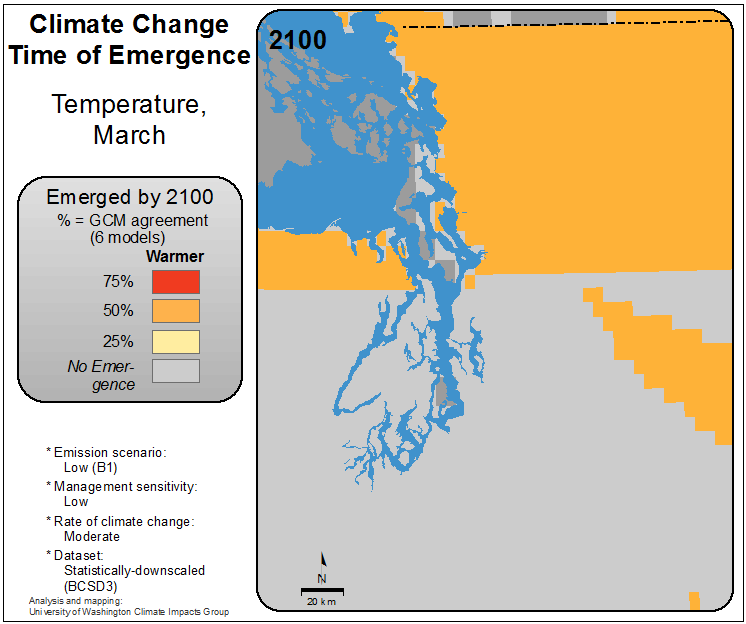 Climate Change
Time of Emergence
Temperature,
March
Emerged by 2100
% = GCM agreement
(6 models)
Warmer
75%
50%
25%
No Emer-
gence
* Emission scenario:
Low (B1)
* Management sensitivity:
Low
* Rate of climate change:
Moderate
* Dataset:
Statistically-downscaled
(BCSD3)
Analysis and mapping:
University of Washington Climate Impacts Group
2100
N
20 km